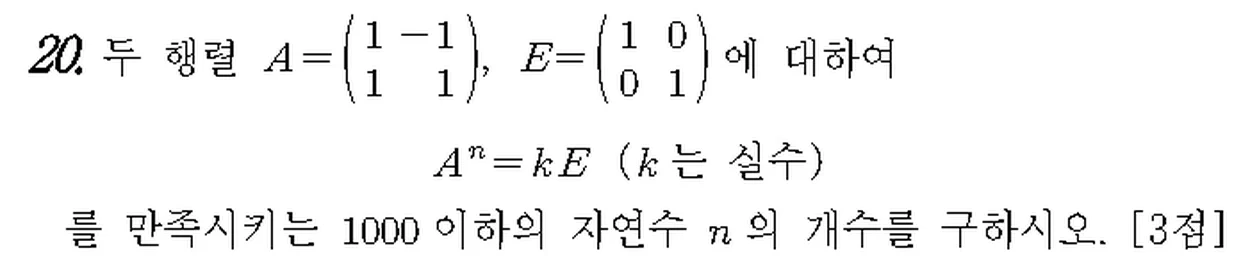 20. 두 행렬 A=(1 −1; 1 1), E=(1 0; 0 1)에 대하여
Aⁿ=kE (k는 실수)
를 만족시키는 1000 이하의 자연수 n의 개수를 구하시오. [3점]